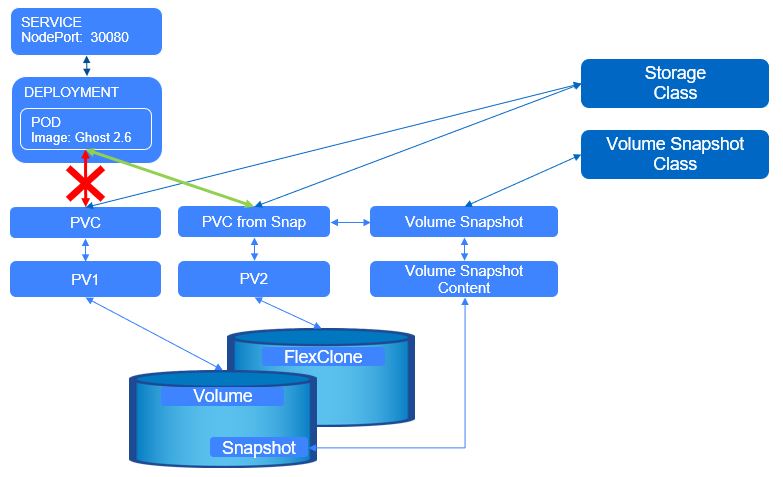 SERVICE
NodePort: 30080
DEPLOYMENT
POD
Image: Ghost 2.6
Storage
Class
Volume Snapshot
Class
PVC
PVC from Snap
Volume Snapshot
PV1
PV2
Volume Snapshot
Content
FlexClone
Volume
Snapshot